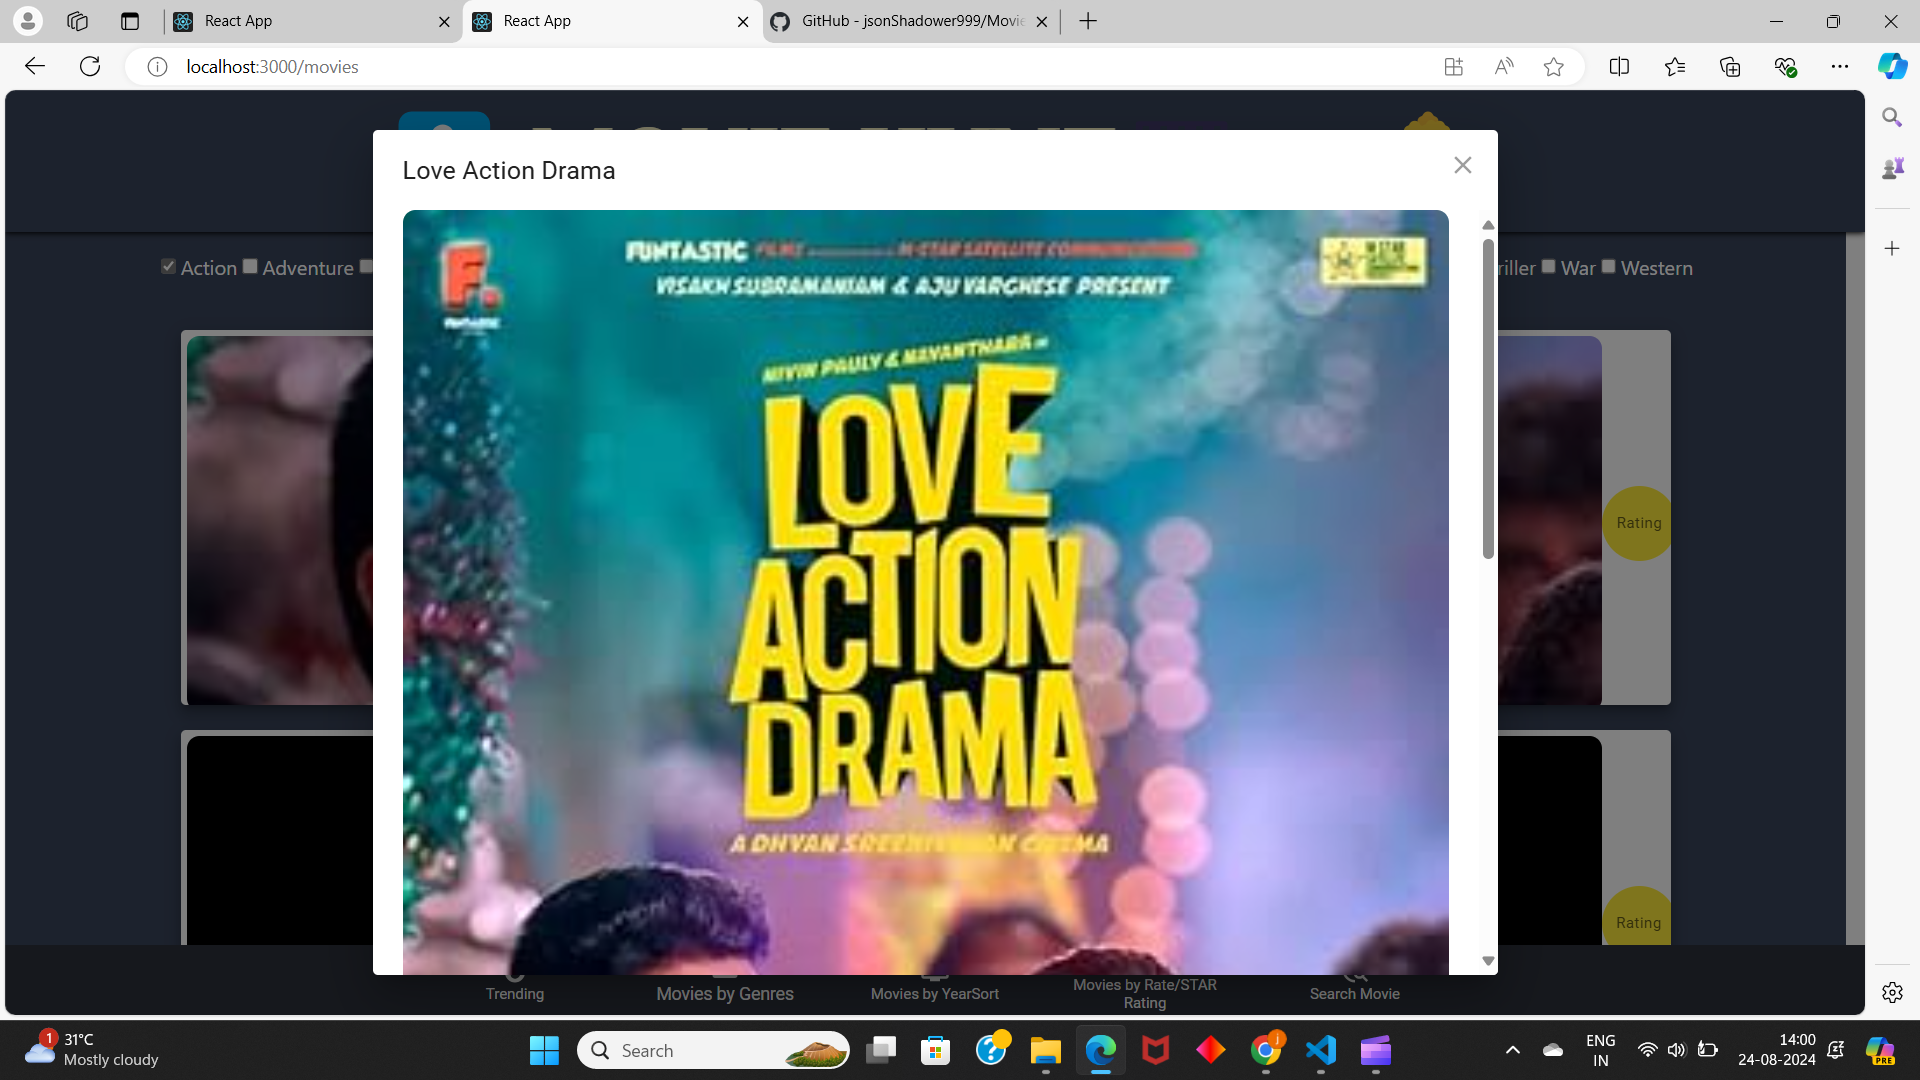 React App
React App
GitHub - jsonShadower999/Movie
localhost:3000/movies
Love Action Drama
FUNTASTIC FILMS M-STAR SATELLITE COMMUNICATIONS
VISAKH SUBRAMANIAM & AJU VARGHESE PRESENT
FUNTASTIC
NIVIN PAULY & NAYANTHARA IN
LOVE
ACTION
DRAMA
A DHYAN SREENIVASAN CINEMA
Action Adventure
riller War Western
Rating
Rating
Trending
Movies by Genres
Movies by YearSort
Movies by Rate/STAR
Rating
Search Movie
1
31°C
Mostly cloudy
Search
j
ENG
IN
14:00
24-08-2024
PRE